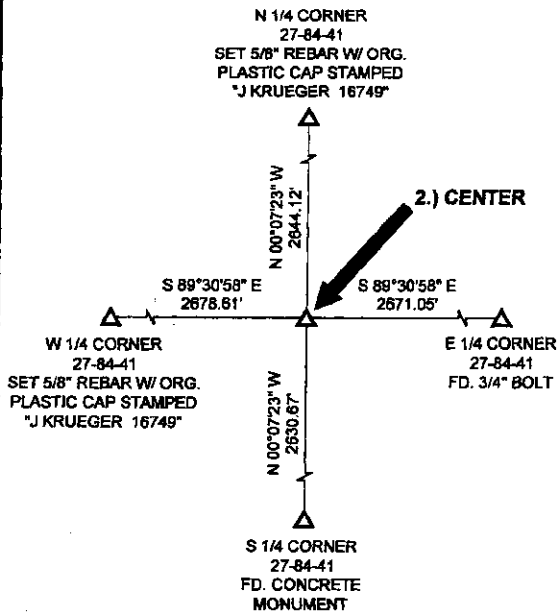 N 1/4 CORNER
27-84-41
SET 5/8" REBAR W/ ORG.
PLASTIC CAP STAMPED
"J KRUEGER 16749"
N 00°07'23" W
2644.12'
2.) CENTER
S 89°30'58" E
2678.61'
S 89°30'58" E
2671.05'
W 1/4 CORNER
27-84-41
SET 5/8" REBAR W/ ORG.
PLASTIC CAP STAMPED
"J KRUEGER 16749"
E 1/4 CORNER
27-84-41
FD. 3/4" BOLT
N 00°07'23" W
2630.67'
S 1/4 CORNER
27-84-41
FD. CONCRETE
MONUMENT